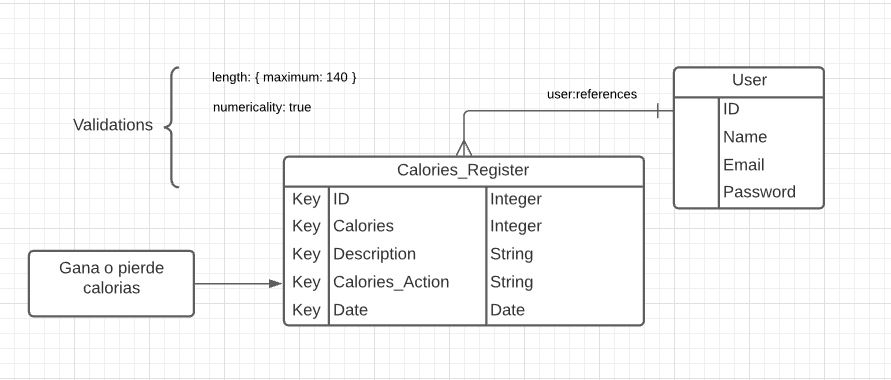 length: { maximum: 140 }
numericality: true
Validations
user:references
User
ID
Name
Email
Password
Calories_Register
Key ID Integer
Key Calories Integer
Key Description String
Key Calories_Action String
Key Date Date
Gana o pierde
calorias